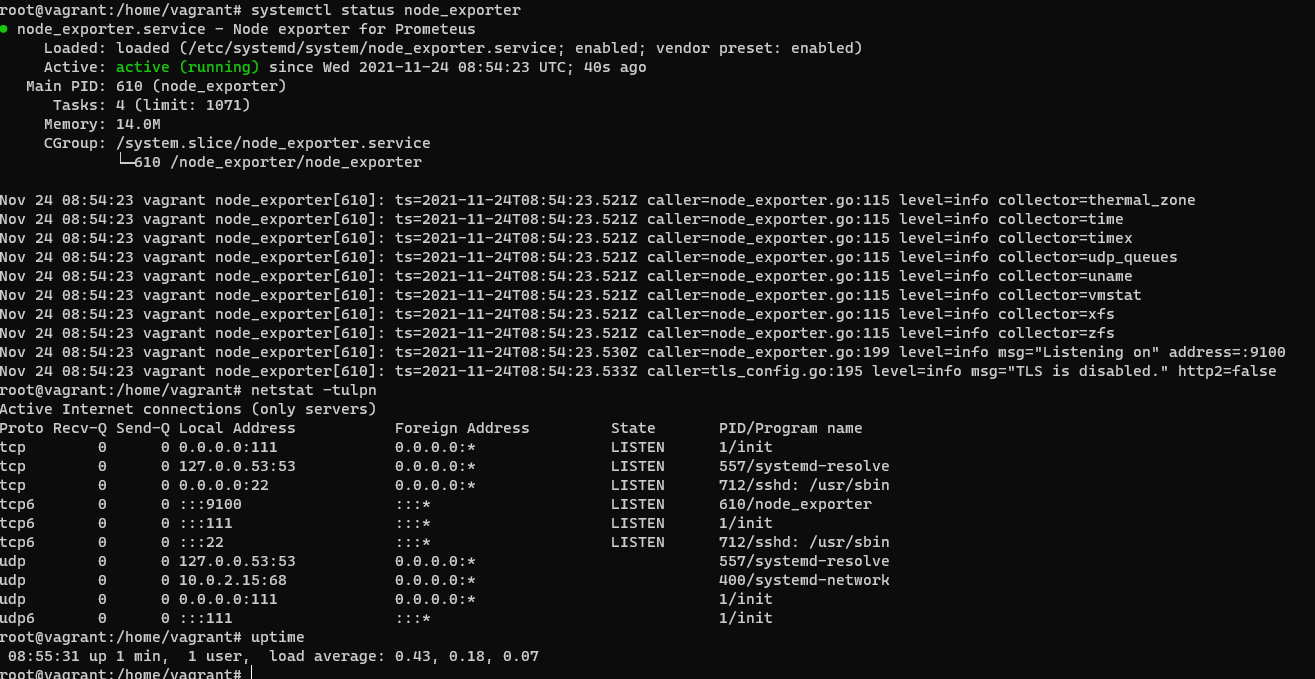 root@vagrant:/home/vagrant# systemctl status node_exporter
● node_exporter.service - Node exporter for Prometeus
     Loaded: loaded (/etc/systemd/system/node_exporter.service; enabled; vendor preset: enabled)
     Active: active (running) since Wed 2021-11-24 08:54:23 UTC; 40s ago
   Main PID: 610 (node_exporter)
      Tasks: 4 (limit: 1071)
     Memory: 14.0M
     CGroup: /system.slice/node_exporter.service
             └─610 /node_exporter/node_exporter

Nov 24 08:54:23 vagrant node_exporter[610]: ts=2021-11-24T08:54:23.521Z caller=node_exporter.go:115 level=info collector=thermal_zone
Nov 24 08:54:23 vagrant node_exporter[610]: ts=2021-11-24T08:54:23.521Z caller=node_exporter.go:115 level=info collector=time
Nov 24 08:54:23 vagrant node_exporter[610]: ts=2021-11-24T08:54:23.521Z caller=node_exporter.go:115 level=info collector=timex
Nov 24 08:54:23 vagrant node_exporter[610]: ts=2021-11-24T08:54:23.521Z caller=node_exporter.go:115 level=info collector=udp_queues
Nov 24 08:54:23 vagrant node_exporter[610]: ts=2021-11-24T08:54:23.521Z caller=node_exporter.go:115 level=info collector=uname
Nov 24 08:54:23 vagrant node_exporter[610]: ts=2021-11-24T08:54:23.521Z caller=node_exporter.go:115 level=info collector=vmstat
Nov 24 08:54:23 vagrant node_exporter[610]: ts=2021-11-24T08:54:23.521Z caller=node_exporter.go:115 level=info collector=xfs
Nov 24 08:54:23 vagrant node_exporter[610]: ts=2021-11-24T08:54:23.521Z caller=node_exporter.go:115 level=info collector=zfs
Nov 24 08:54:23 vagrant node_exporter[610]: ts=2021-11-24T08:54:23.530Z caller=node_exporter.go:199 level=info msg="Listening on" address=:9100
Nov 24 08:54:23 vagrant node_exporter[610]: ts=2021-11-24T08:54:23.533Z caller=tls_config.go:195 level=info msg="TLS is disabled." http2=false
root@vagrant:/home/vagrant# netstat -tulpn
Active Internet connections (only servers)
Proto Recv-Q Send-Q Local Address           Foreign Address         State       PID/Program name
tcp        0      0 0.0.0.0:111             0.0.0.0:*               LISTEN      1/init
tcp        0      0 127.0.0.53:53           0.0.0.0:*               LISTEN      557/systemd-resolve
tcp        0      0 0.0.0.0:22              0.0.0.0:*               LISTEN      712/sshd: /usr/sbin
tcp6       0      0 :::9100                 :::*                    LISTEN      610/node_exporter
tcp6       0      0 :::111                  :::*                    LISTEN      1/init
tcp6       0      0 :::22                   :::*                    LISTEN      712/sshd: /usr/sbin
udp        0      0 127.0.0.53:53           0.0.0.0:*                           557/systemd-resolve
udp        0      0 10.0.2.15:68            0.0.0.0:*                           400/systemd-network
udp        0      0 0.0.0.0:111             0.0.0.0:*                           1/init
udp6       0      0 :::111                  :::*                                1/init
root@vagrant:/home/vagrant# uptime
 08:55:31 up 1 min,  1 user,  load average: 0.43, 0.18, 0.07
root@vagrant:/home/vagrant#